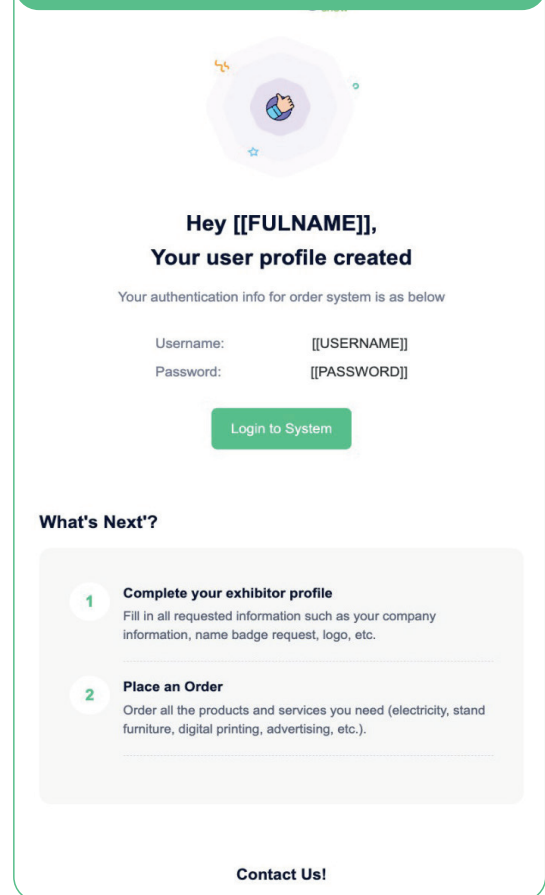 Hey [[FULNAME]],
Your user profile created
Your authentication info for order system is as below
Username: [[USERNAME]]
Password: [[PASSWORD]]
Login to System
What's Next'?
1
Complete your exhibitor profile
Fill in all requested information such as your company
information, name badge request, logo, etc.
2
Place an Order
Order all the products and services you need (electricity, stand
furniture, digital printing, advertising, etc.).
Contact Us!